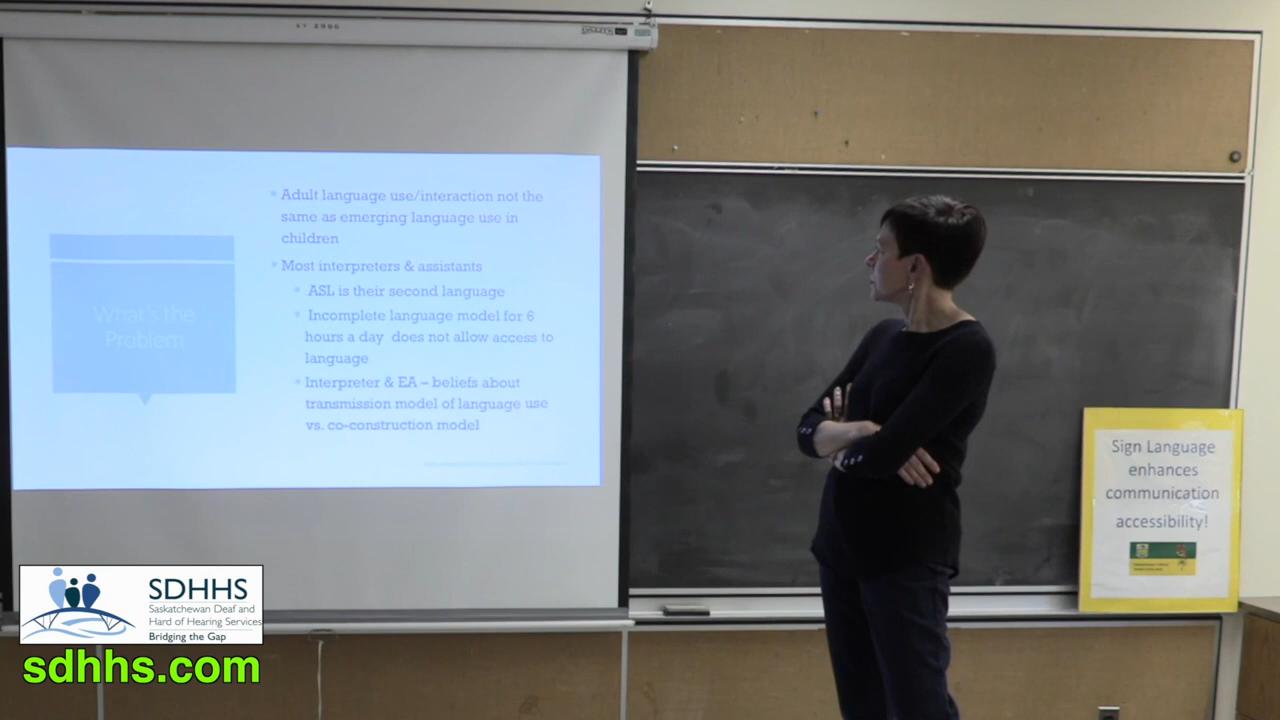 What's the
Problem
Adult language use/interaction not the
same as emerging language use in
children
Most interpreters & assistants
ASL is their second language
Incomplete language model for 6
hours a day does not allow access to
language
Interpreter & EA – beliefs about
transmission model of language use
vs. co-construction model
Sign Language
enhances
communication
accessibility!
SDHHS
Saskatchewan Deaf and
Hard of Hearing Services
Bridging the Gap
sdhhs.com